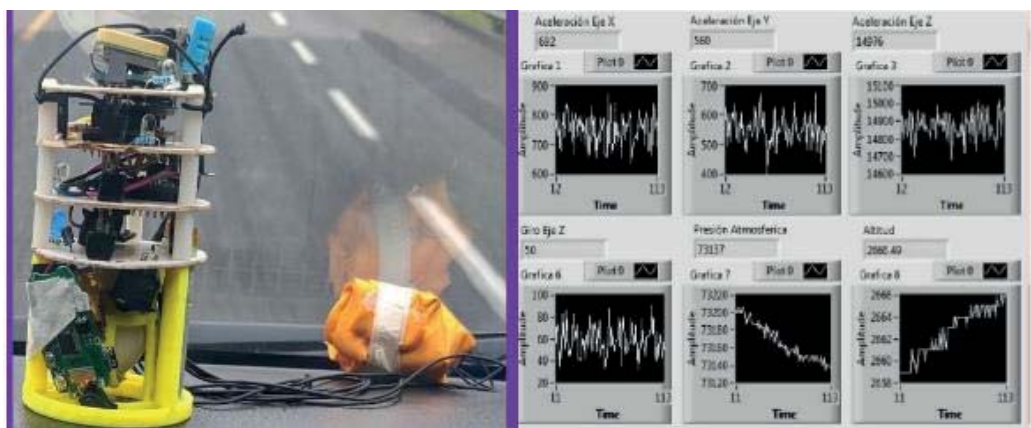 Aceleración Eje X
682
Aceleración Eje Y
560
Aceleración Eje Z
14976
Grafica 1
Plot 0
Grafica 2
Plot 0
Grafica 3
Plot 0
Amplitude
900
800
700
600
12
113
Time
Amplitude
700
600
500
400
12
113
Time
Amplitude
15100
15000
14900
14800
14700
14600
12
113
Time
Giro Eje Z
50
Presión Atmosferica
73137
Altitud
2668.49
Grafica 6
Plot 0
Grafica 7
Plot 0
Grafica 8
Plot 0
Amplitude
100
80
60
40
20
11
113
Time
Amplitude
73220
73200
73180
73160
73140
73120
11
113
Time
Amplitude
2668
2664
2660
2658
11
113
Time